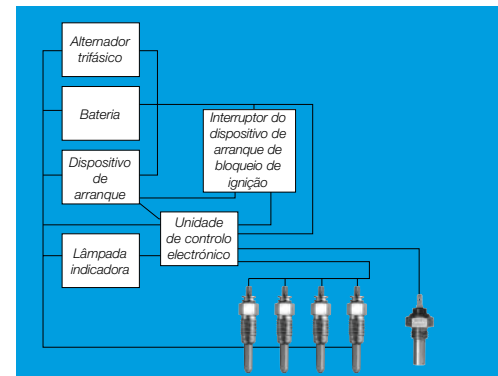 Alternador
trifásico
Bateria
Interruptor do
dispositivo de
arranque de
bloqueio de
ignição
Dispositivo
de
arranque
Unidade
de controlo
electrónico
Lâmpada
indicadora